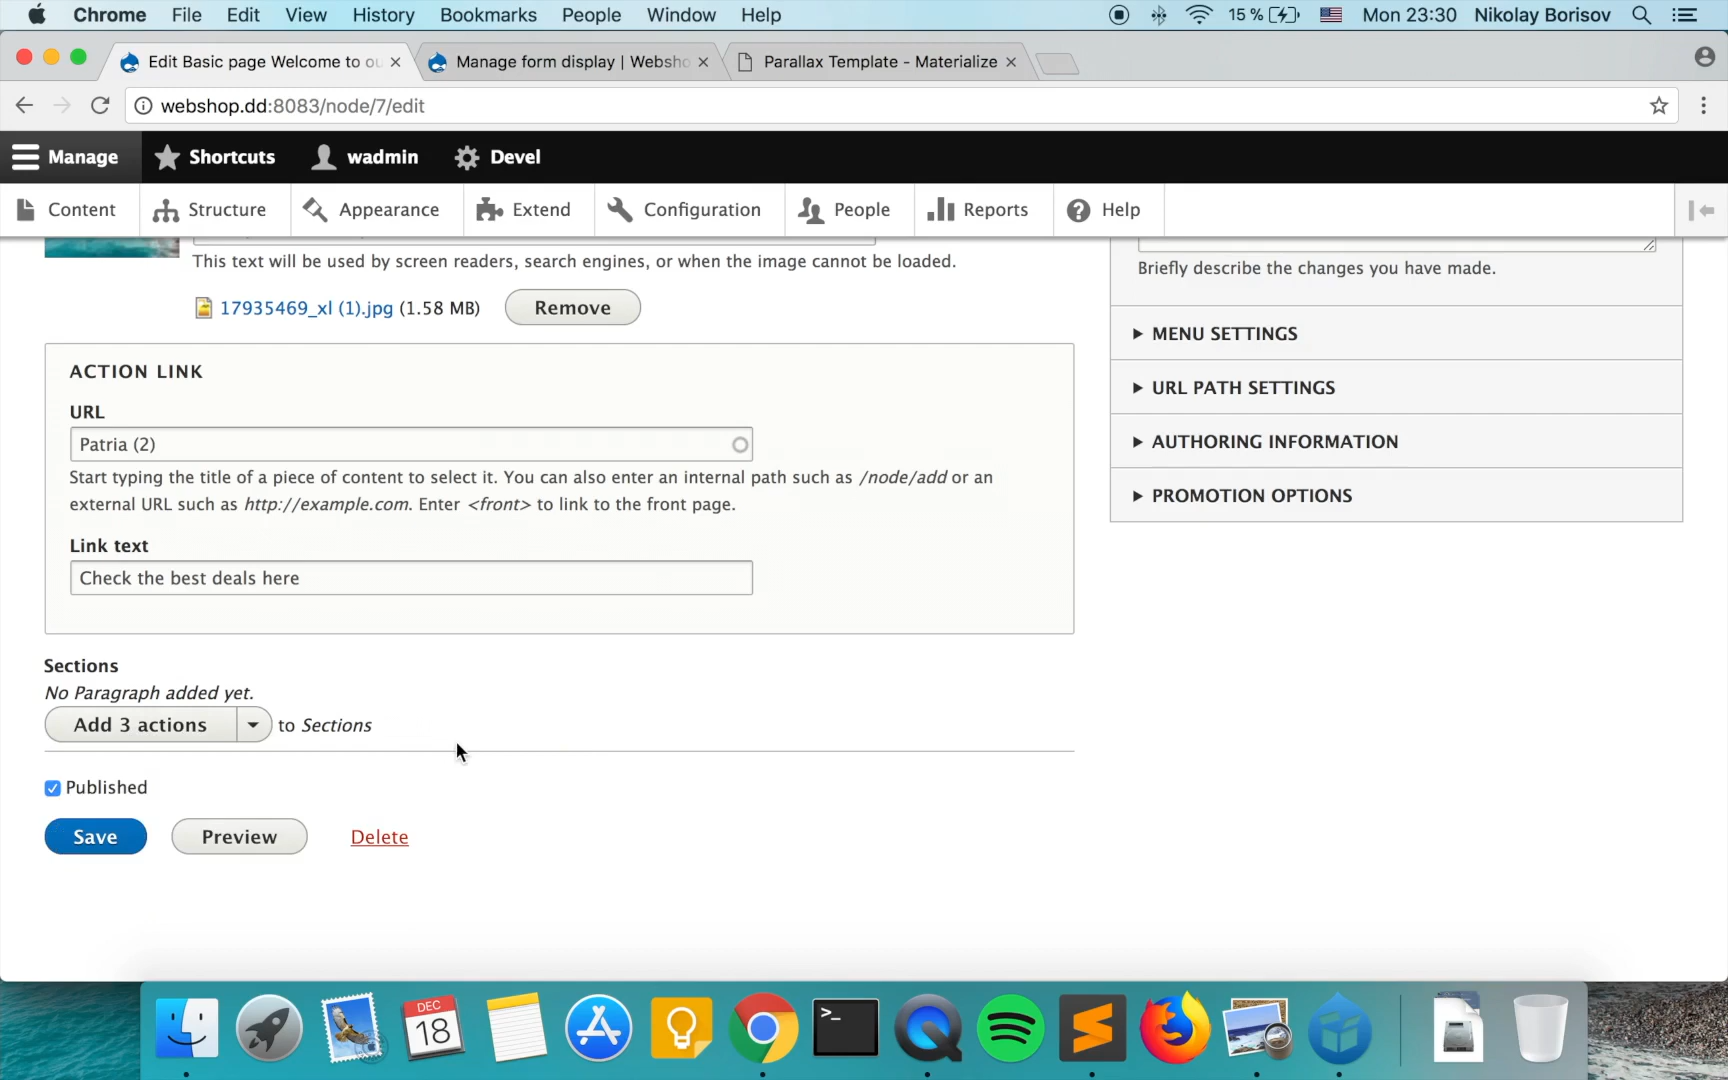 Chrome File Edit View History Bookmarks People Window Help 15 % Mon 23:30 Nikolay Borisov
Edit Basic page Welcome to ou
Manage form display | Websho
Parallax Template - Materialize
webshop.dd:8083/node/7/edit
Manage Shortcuts wadmin Devel
Content Structure Appearance Extend Configuration People Reports Help
This text will be used by screen readers, search engines, or when the image cannot be loaded.
17935469_xl (1).jpg (1.58 MB) Remove
Briefly describe the changes you have made.
MENU SETTINGS
URL PATH SETTINGS
AUTHORING INFORMATION
PROMOTION OPTIONS
ACTION LINK
URL
Patria (2)
Start typing the title of a piece of content to select it. You can also enter an internal path such as /node/add or an
external URL such as http://example.com. Enter <front> to link to the front page.
Link text
Check the best deals here
Sections
No Paragraph added yet.
Add 3 actions to Sections
Published
Save Preview Delete
DEC
18
>_